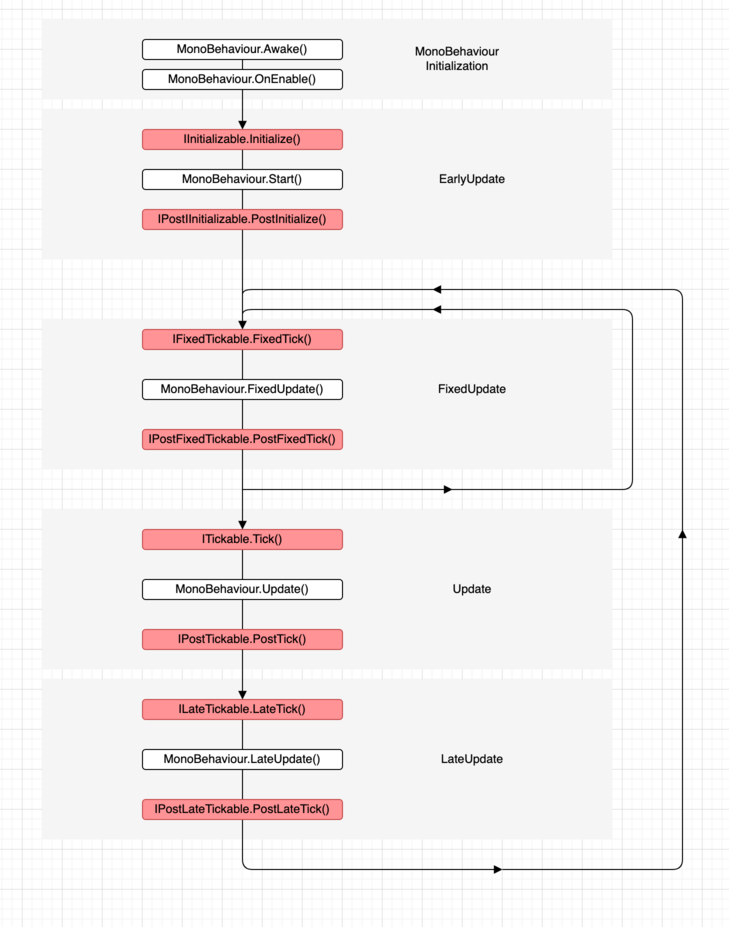 MonoBehaviour.Awake()
MonoBehaviour
Initialization
MonoBehaviour.OnEnable()
IInitializable.Initialize()
MonoBehaviour.Start()
EarlyUpdate
IPostIInitializable.PostInitialize()
IFixedTickable.FixedTick()
MonoBehaviour.FixedUpdate()
FixedUpdate
IPostFixedTickable.PostFixedTick()
ITickable.Tick()
MonoBehaviour.Update()
Update
IPostTickable.PostTick()
ILateTickable.LateTick()
MonoBehaviour.LateUpdate()
LateUpdate
IPostLateTickable.PostLateTick()